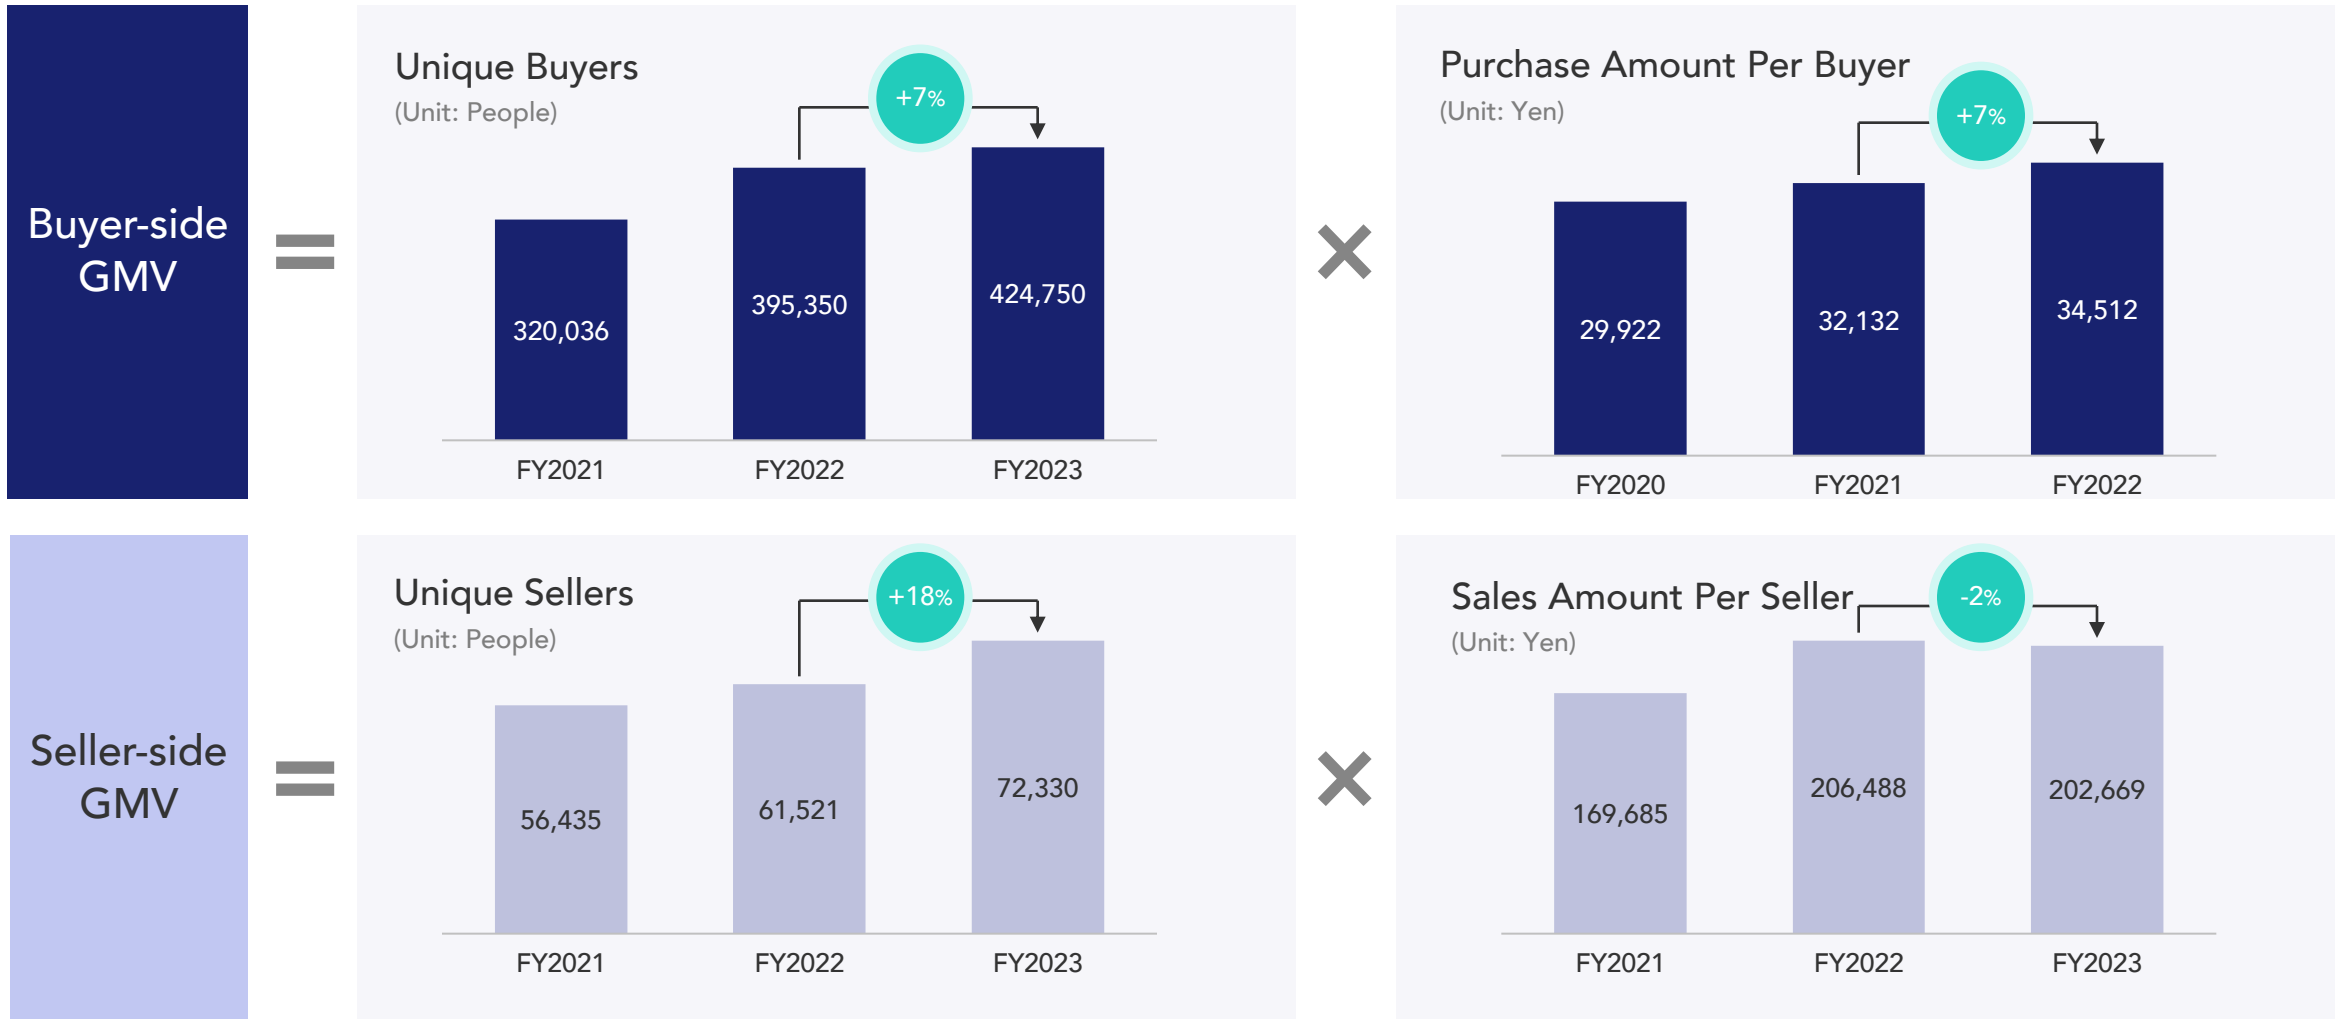 Buyer-side
GMV
=
Unique Buyers
(Unit: People)
+7%
320,036
395,350
424,750
FY2021
FY2022
FY2023
×
Purchase Amount Per Buyer
(Unit: Yen)
+7%
29,922
32,132
34,512
FY2020
FY2021
FY2022
Seller-side
GMV
=
Unique Sellers
(Unit: People)
+18%
56,435
61,521
72,330
FY2021
FY2022
FY2023
×
Sales Amount Per Seller
(Unit: Yen)
-2%
169,685
206,488
202,669
FY2021
FY2022
FY2023